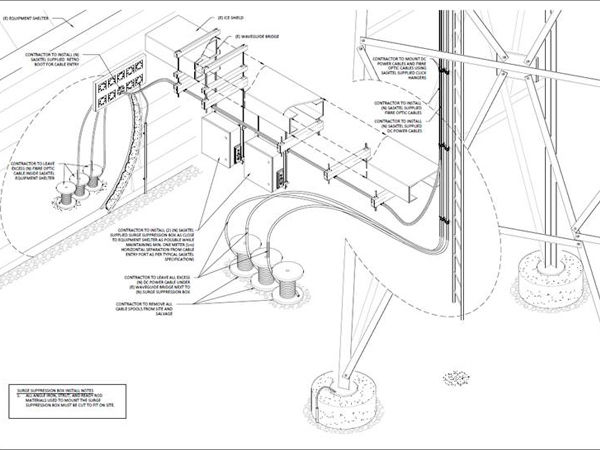 (E) EQUIPMENT SHELTER
(E) ICE SHIELD
(E) WAVEGUIDE BRIDGE
CONTRACTOR TO INSTALL (N)
SASKTEL SUPPLIED RETRO
BOOT FOR CABLE ENTRY
CONTRACTOR TO MOUNT DC
POWER CABLES AND FIBRE
OPTIC CABLES USING
SASKTEL SUPPLIED CLICK
HANGERS
CONTRACTOR TO INSTALL
(N) SASKTEL SUPPLIED
FIBRE OPTIC CABLES
CONTRACTOR TO INSTALL
(N) SASKTEL SUPPLIED
DC POWER CABLES
CONTRACTOR TO LEAVE
EXCESS (N) FIBRE OPTIC
CABLE INSIDE SASKTEL
EQUIPMENT SHELTER
CONTRACTOR TO INSTALL (2) (N) SASKTEL
SUPPLIED SURGE SUPPRESSION BOX AS CLOSE
TO EQUIPMENT SHELTER AS POSSIBLE WHILE
MAINTAINING MIN. ONE METER (1m)
HORIZONTAL SEPARATION FROM CABLE
ENTRY PORT AS PER TYPICAL SASKTEL
SPECIFICATIONS
CONTRACTOR TO LEAVE ALL EXCESS
(N) DC POWER CABLE UNDER
(E) WAVEGUIDE BRIDGE NEXT TO
(N) SURGE SUPPRESSION BOX.
CONTRACTOR TO REMOVE ALL
CABLE SPOOLS FROM SITE AND
SALVAGE
SURGE SUPPRESSION BOX INSTALL NOTES
ALL ANGLE IRON, STRUT, AND READY ROD
MATERIALS USED TO MOUNT THE SURGE
SUPPRESSION BOX MUST BE CUT TO FIT ON SITE.